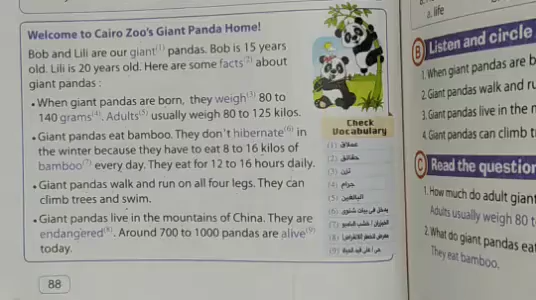 Welcome to Cairo Zoo's Giant Panda Home!
Bob and Lili are our giant(1) pandas. Bob is 15 years
old. Lili is 20 years old. Here are some facts(2) about
giant pandas :
• When giant pandas are born, they weigh(3) 80 to
140 grams(4). Adults(5) usually weigh 80 to 125 kilos.
• Giant pandas eat bamboo. They don't hibernate(6) in
the winter because they have to eat 8 to 16 kilos of
bamboo(7) every day. They eat for 12 to 16 hours daily.
• Giant pandas walk and run on all four legs. They can
climb trees and swim.
• Giant pandas live in the mountains of China. They are
endangered(8). Around 700 to 1000 pandas are alive(9)
today.
88
Check
Vocabulary
(1) عملاق
(2) حقائق
(3) تزن
(4) جرام
(5) البالغين
(6)
(7)
(8)
(9)
a. life
B Listen and circle
1. When giant pandas are b
2. Giant pandas walk and ru
3. Giant pandas live in the
4. Giant pandas can climb t
C Read the question
1. How much do adult giant
Adults usually weigh 80 t
2. What do giant pandas ea
They eat bamboo.